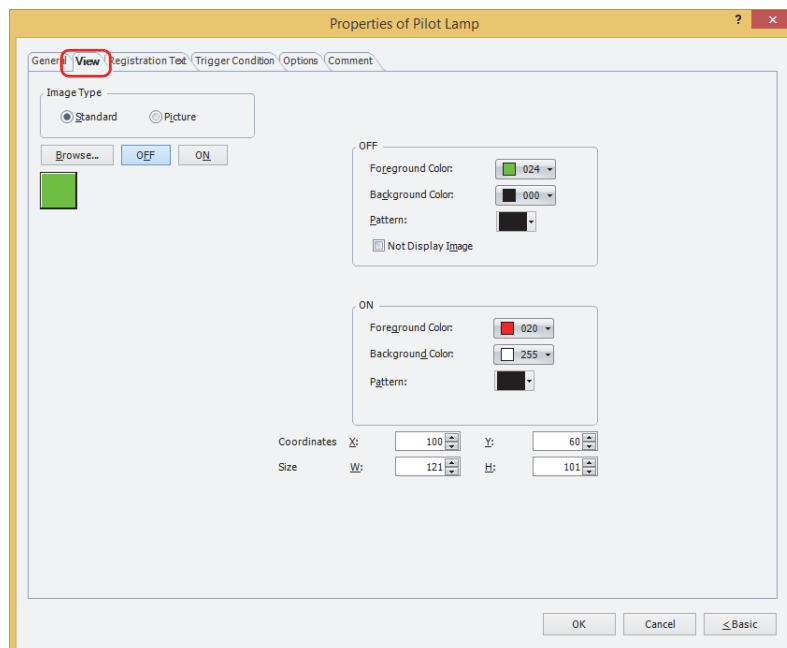 Properties of Pilot Lamp
? ×
General View Registration Text Trigger Condition Options Comment
Image Type
Standard Picture
Browse... OFF ON
OFF
Foreground Color: 024
Background Color: 000
Pattern:
Not Display Image
ON
Foreground Color: 020
Background Color: 255
Pattern:
Coordinates X: 100 Y: 60
Size W: 121 H: 101
OK Cancel < Basic